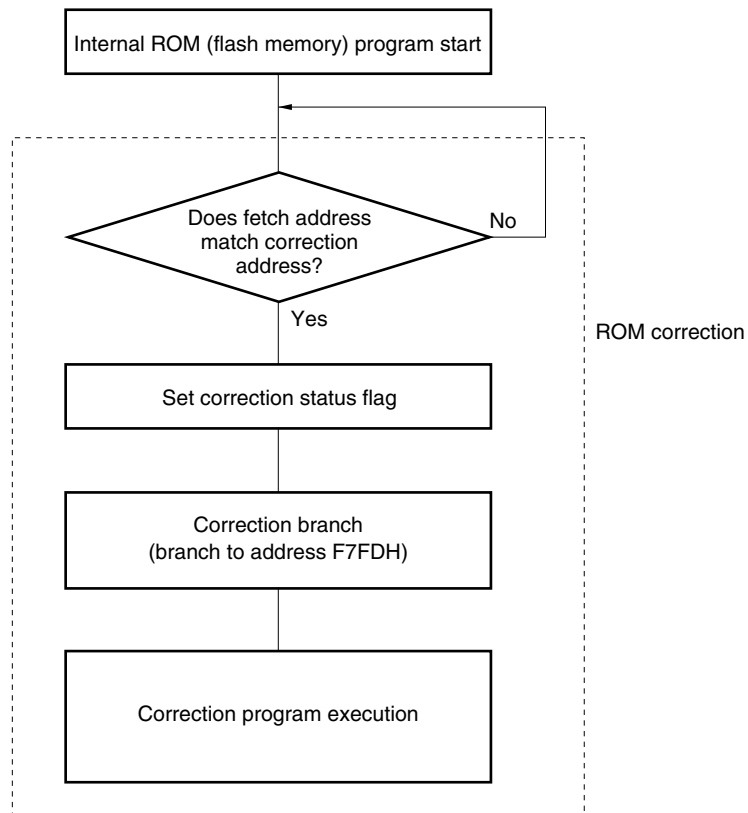 Internal ROM (flash memory) program start
Does fetch address
match correction
address?
No
Yes
ROM correction
Set correction status flag
Correction branch
(branch to address F7FDH)
Correction program execution